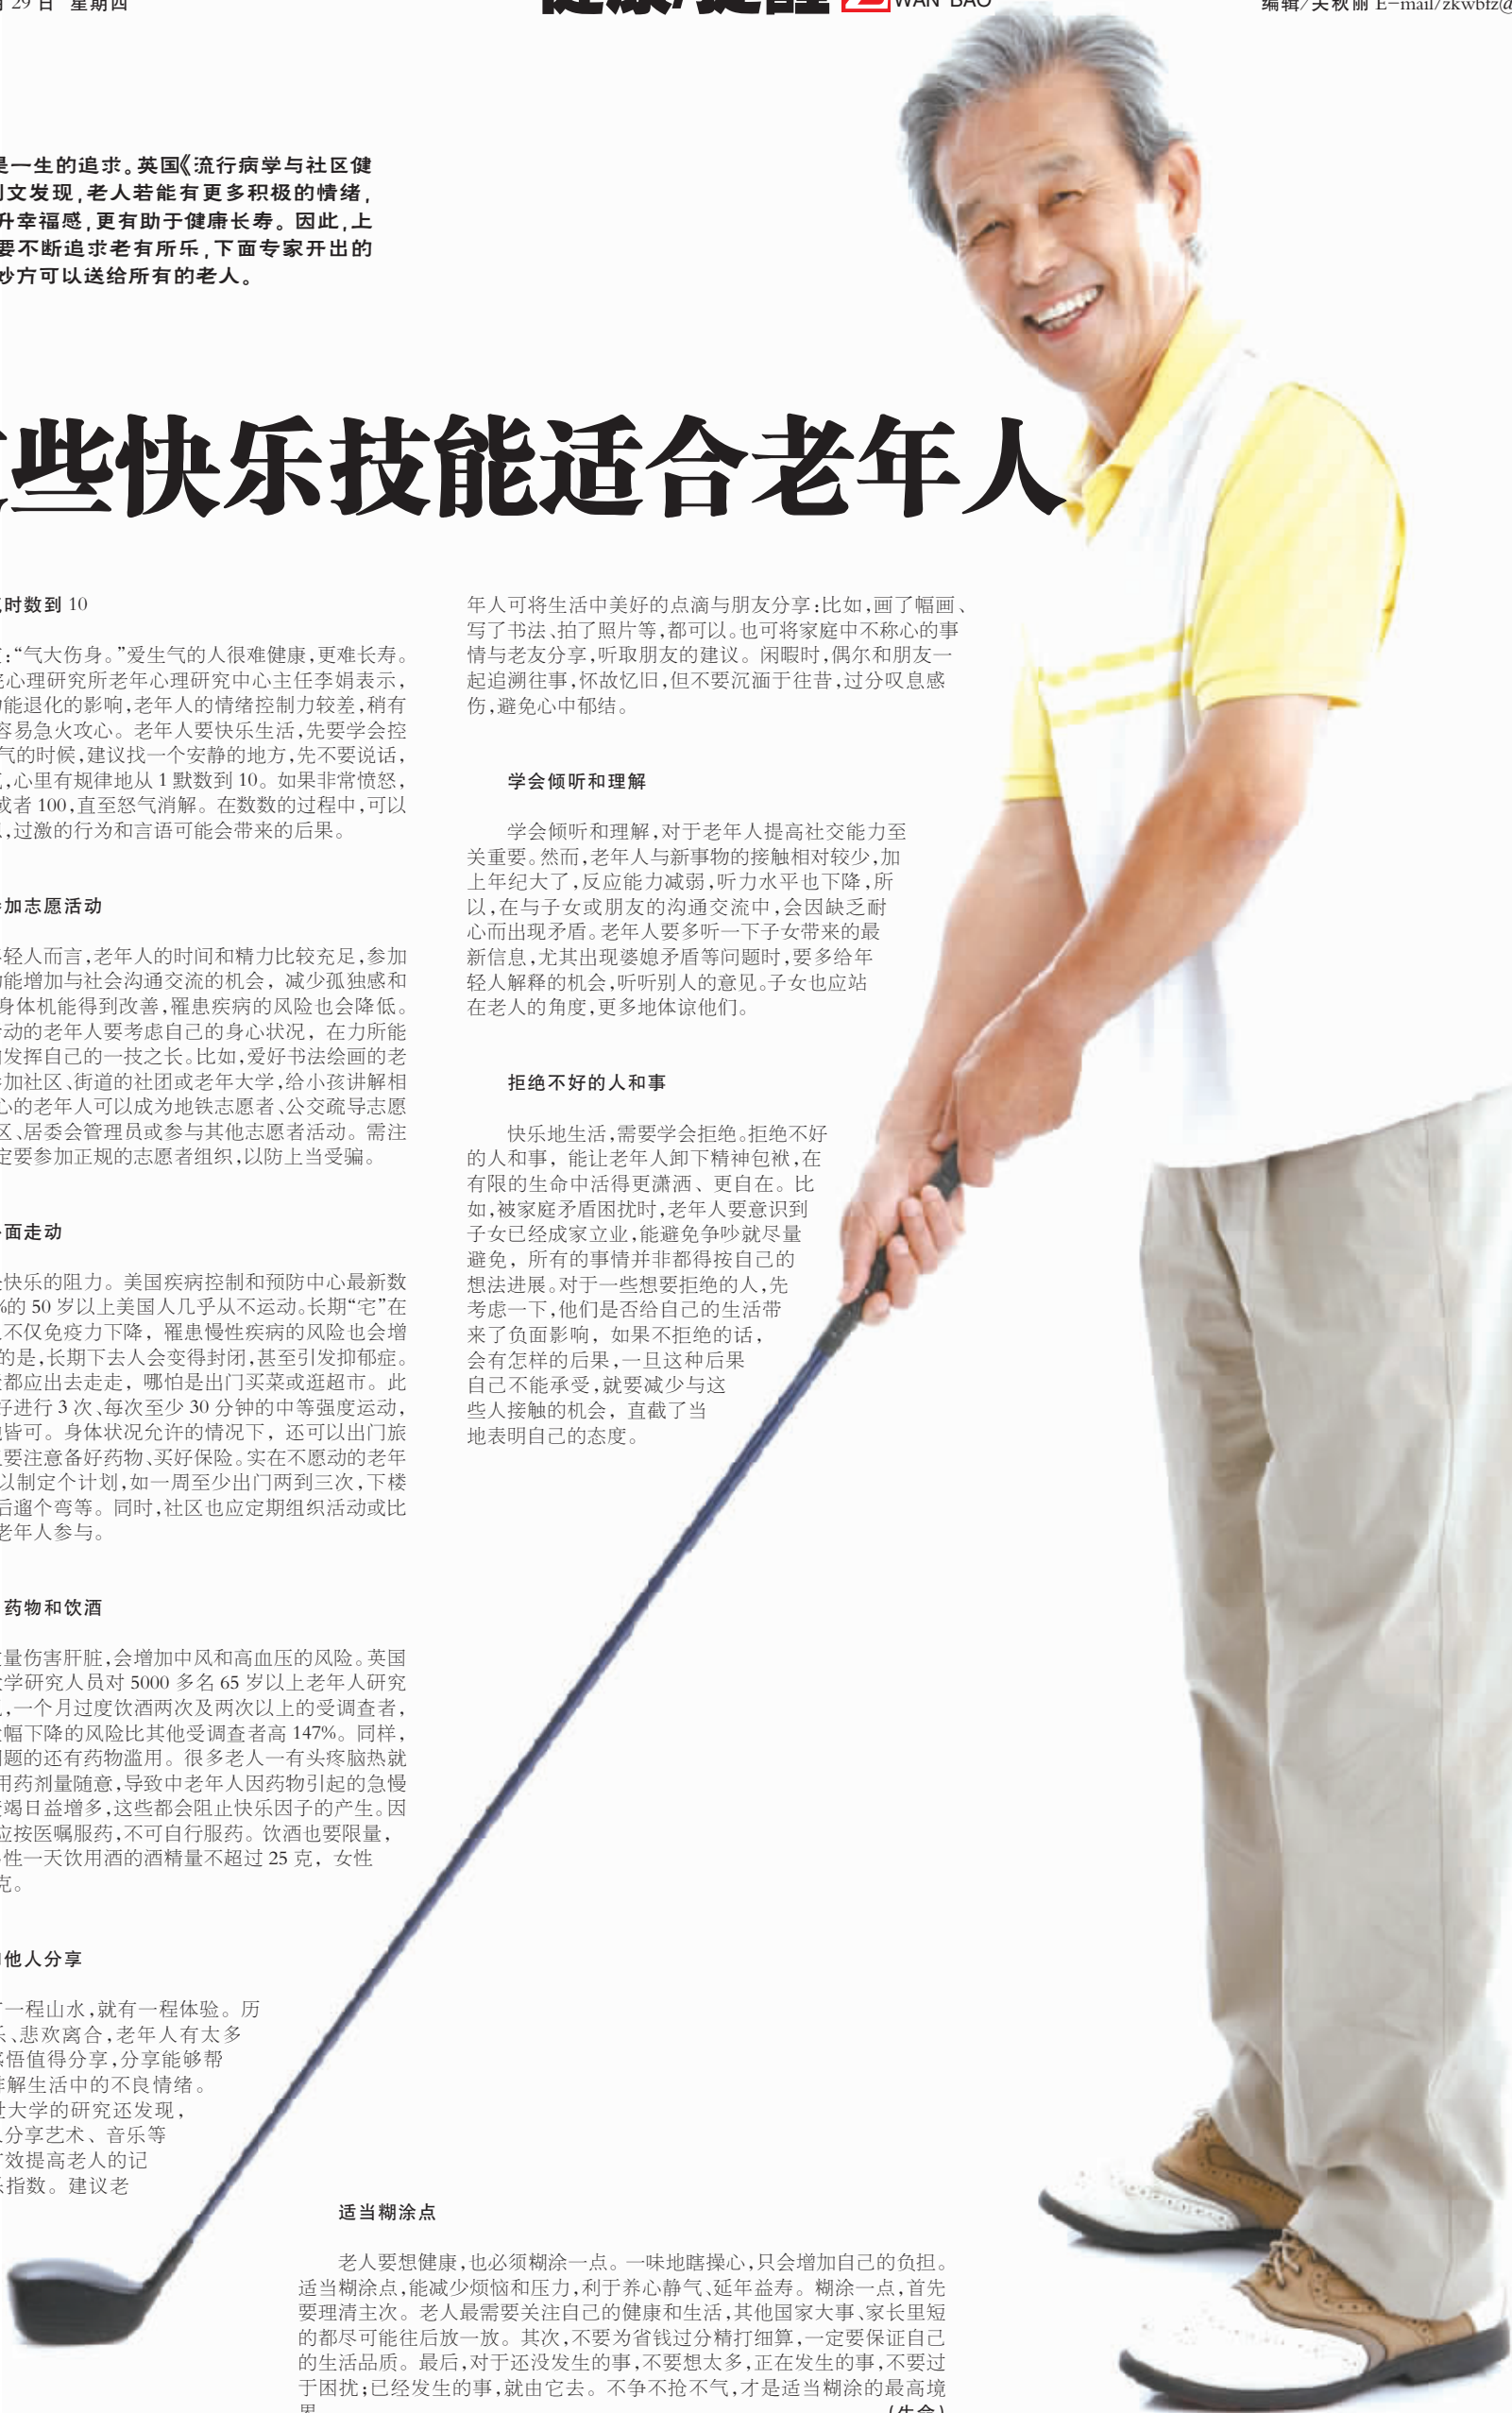 29 日 星期四
健康/提醒
WAN BAO
编辑/吴秋丽 E-mail/zkwbfz@
是一生的追求。英国《流行病学与社区健
文发现,老人若能有更多积极的情绪,
升幸福感,更有助于健康长寿。因此,上
要不断追求老有所乐,下面专家开出的
妙方可以送给所有的老人。
些快乐技能适合老年人
时数到 10
:“气大伤身。”爱生气的人很难健康,更难长寿。
心理研究所老年心理研究中心主任李娟表示,
能退化的影响,老年人的情绪控制力较差,稍有
容易急火攻心。老年人要快乐生活,先要学会控
气的时候,建议找一个安静的地方,先不要说话,
,心里有规律地从 1 默数到 10。如果非常愤怒,
或者 100,直至怒气消解。在数数的过程中,可以
,过激的行为和言语可能会带来的后果。
加志愿活动
轻人而言,老年人的时间和精力比较充足,参加
能增加与社会沟通交流的机会,减少孤独感和
身体机能得到改善,罹患疾病的风险也会降低。
动的老年人要考虑自己的身心状况,在力所能
发挥自己的一技之长。比如,爱好书法绘画的老
加社区、街道的社团或老年大学,给小孩讲解相
心的老年人可以成为地铁志愿者、公交疏导志愿
区、居委会管理员或参与其他志愿者活动。需注
定要参加正规的志愿者组织,以防上当受骗。
面走动
快乐的阻力。美国疾病控制和预防中心最新数
%的 50 岁以上美国人几乎从不运动。长期“宅”在
不仅免疫力下降,罹患慢性疾病的风险也会增
的是,长期下去人会变得封闭,甚至引发抑郁症。
都应出去走走,哪怕是出门买菜或逛超市。此
好进行 3 次、每次至少 30 分钟的中等强度运动,
皆可。身体状况允许的情况下,还可以出门旅
要注意备好药物、买好保险。实在不愿动的老年
以制定个计划,如一周至少出门两到三次,下楼
后遛个弯等。同时,社区也应定期组织活动或比
老年人参与。
药物和饮酒
量伤害肝脏,会增加中风和高血压的风险。英国
学研究人员对 5000 多名 65 岁以上老年人研究
,一个月过度饮酒两次及两次以上的受调查者,
幅下降的风险比其他受调查者高 147%。同样,
题的还有药物滥用。很多老人一有头疼脑热就
用药剂量随意,导致中老年人因药物引起的急慢
竭日益增多,这些都会阻止快乐因子的产生。因
应按医嘱服药,不可自行服药。饮酒也要限量,
性一天饮用酒的酒精量不超过 25 克,女性
克。
他人分享
一程山水,就有一程体验。历
乐、悲欢离合,老年人有太多
感悟值得分享,分享能够帮
排解生活中的不良情绪。
大学的研究还发现,
分享艺术、音乐等
效提高老人的记
乐指数。建议老
年人可将生活中美好的点滴与朋友分享:比如,画了幅画、
写了书法、拍了照片等,都可以。也可将家庭中不称心的事
情与老友分享,听取朋友的建议。闲暇时,偶尔和朋友一
起追溯往事,怀故忆旧,但不要沉湎于往昔,过分叹息感
伤,避免心中郁结。
学会倾听和理解
学会倾听和理解,对于老年人提高社交能力至
关重要。然而,老年人与新事物的接触相对较少,加
上年纪大了,反应能力减弱,听力水平也下降,所
以,在与子女或朋友的沟通交流中,会因缺乏耐
心而出现矛盾。老年人要多听一下子女带来的最
新信息,尤其出现婆媳矛盾等问题时,要多给年
轻人解释的机会,听听别人的意见。子女也应站
在老人的角度,更多地体谅他们。
拒绝不好的人和事
快乐地生活,需要学会拒绝。拒绝不好
的人和事,能让老年人卸下精神包袱,在
有限的生命中活得更潇洒、更自在。比
如,被家庭矛盾困扰时,老年人要意识到
子女已经成家立业,能避免争吵就尽量
避免,所有的事情并非都得按自己的
想法进展。对于一些想要拒绝的人,先
考虑一下,他们是否给自己的生活带
来了负面影响,如果不拒绝的话,
会有怎样的后果,一旦这种后果
自己不能承受,就要减少与这
些人接触的机会,直截了当
地表明自己的态度。
适当糊涂点
老人要想健康,也必须糊涂一点。一味地瞎操心,只会增加自己的负担。
适当糊涂点,能减少烦恼和压力,利于养心静气、延年益寿。糊涂一点,首先
要理清主次。老人最需要关注自己的健康和生活,其他国家大事、家长里短
的都尽可能往后放一放。其次,不要为省钱过分精打细算,一定要保证自己
的生活品质。最后,对于还没发生的事,不要想太多,正在发生的事,不要过
于困扰;已经发生的事,就由它去。不争不抢不气,才是适当糊涂的最高境
(生命)